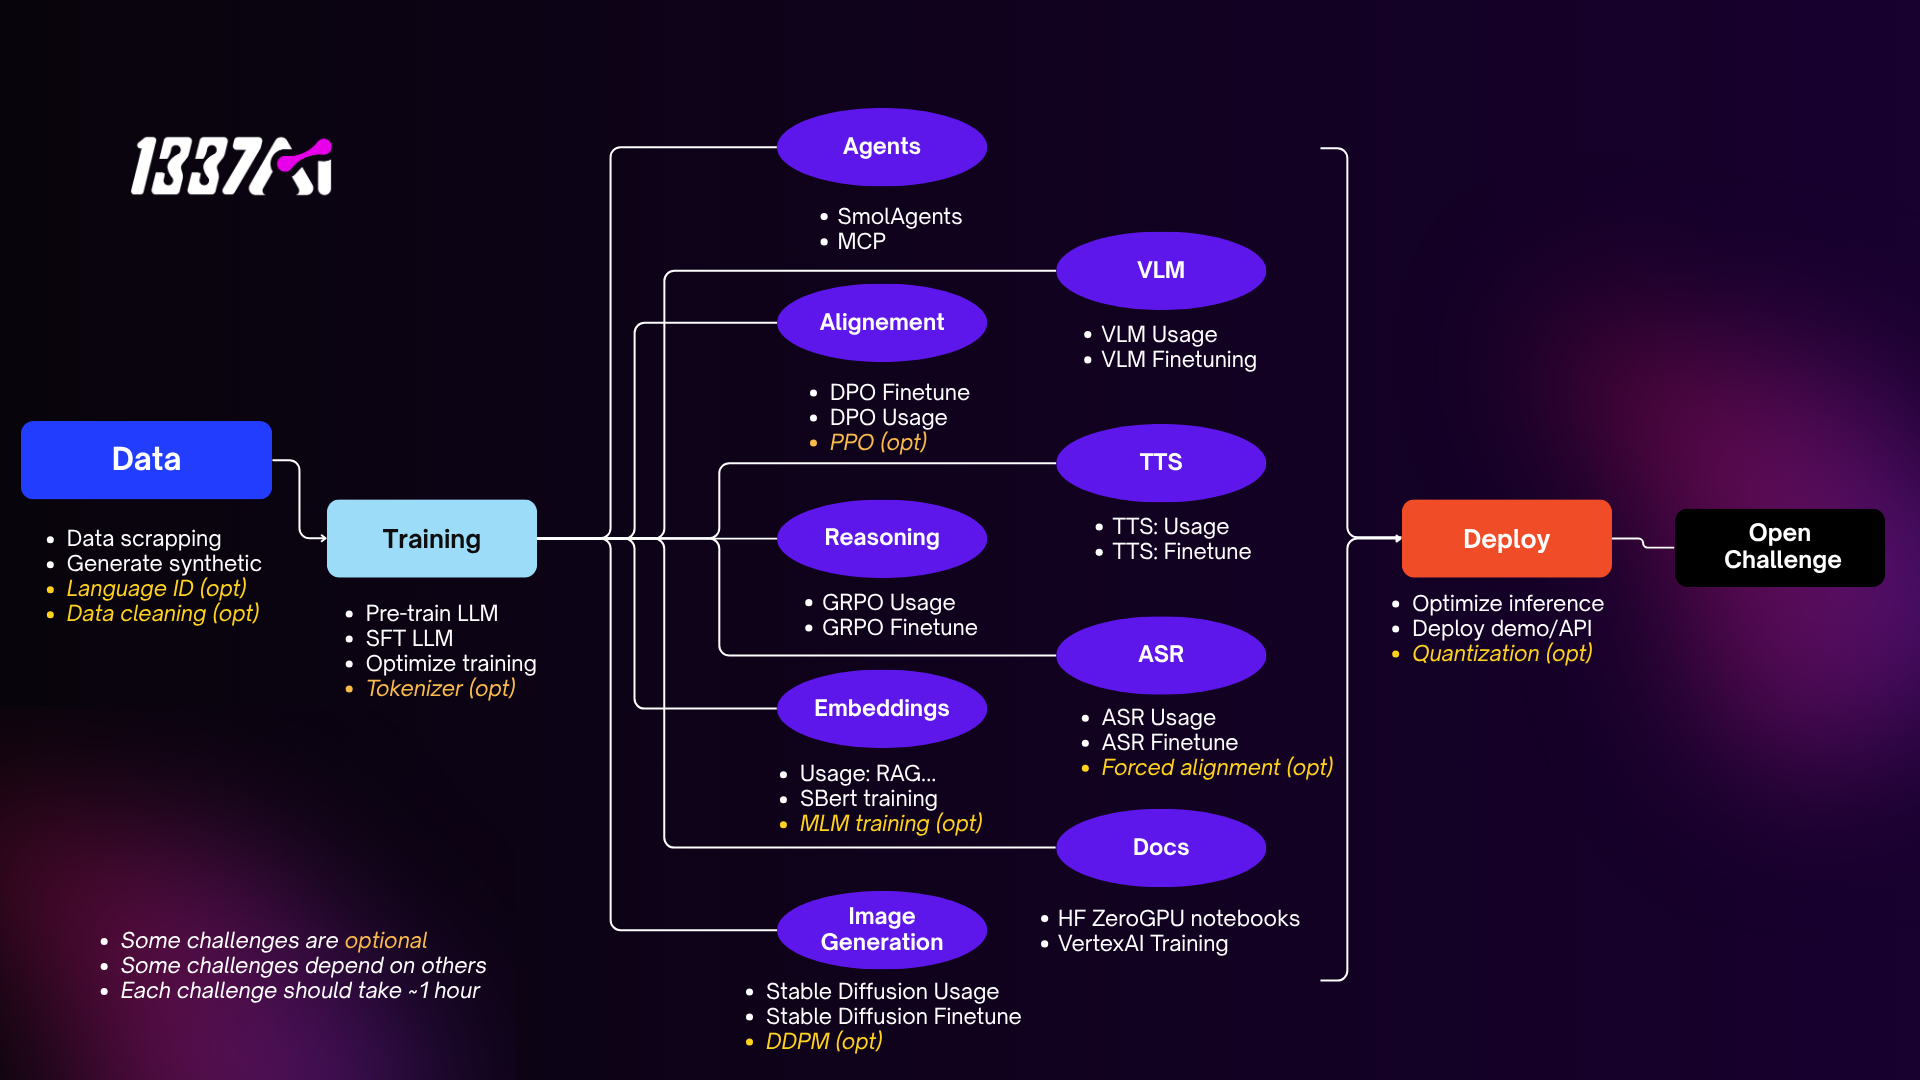 1337AI
Data
Data scrapping
Generate synthetic
Language ID (opt)
Data cleaning (opt)
Training
Pre-train LLM
SFT LLM
Optimize training
Tokenizer (opt)
Agents
SmolAgents
MCP
Alignement
DPO Finetune
DPO Usage
PPO (opt)
Reasoning
GRPO Usage
GRPO Finetune
Embeddings
Usage: RAG...
SBert training
MLM training (opt)
Image
Generation
Stable Diffusion Usage
Stable Diffusion Finetune
DDPM (opt)
VLM
VLM Usage
VLM Finetuning
TTS
TTS: Usage
TTS: Finetune
ASR
ASR Usage
ASR Finetune
Forced alignment (opt)
Docs
HF ZeroGPU notebooks
VertexAI Training
Deploy
Optimize inference
Deploy demo/API
Quantization (opt)
Open
Challenge
Some challenges are optional
Some challenges depend on others
Each challenge should take ~1 hour